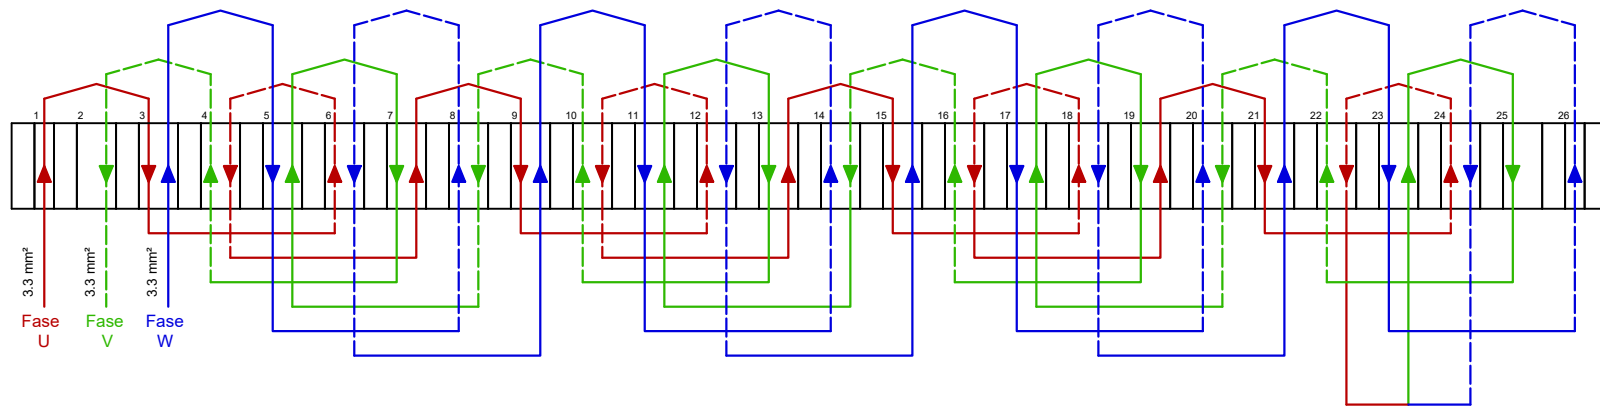 1 2 3 4 5 6 7 8 9 10 11 12 13 14 15 16 17 18 19 20 21 22 23 24 25 26
3.3 mm² 3.3 mm² 3.3 mm²
Fase Fase Fase
U V W